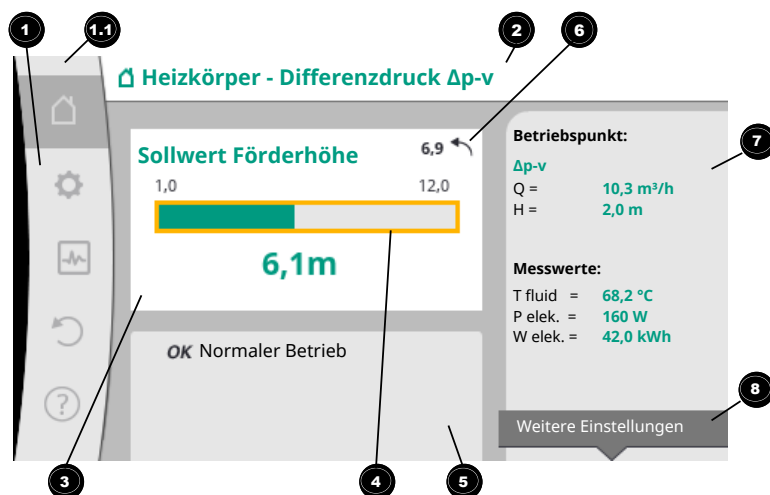 1
1.1
2
6
Heizkörper - Differenzdruck Δp-v
Sollwert Förderhöhe
6,9
1,0
12,0
6,1m
OK Normaler Betrieb
Betriebspunkt:
Δp-v
Q = 10,3 m³/h
H = 2,0 m
Messwerte:
T fluid = 68,2 °C
P elek. = 160 W
W elek. = 42,0 kWh
7
8
Weitere Einstellungen
?
3
4
5